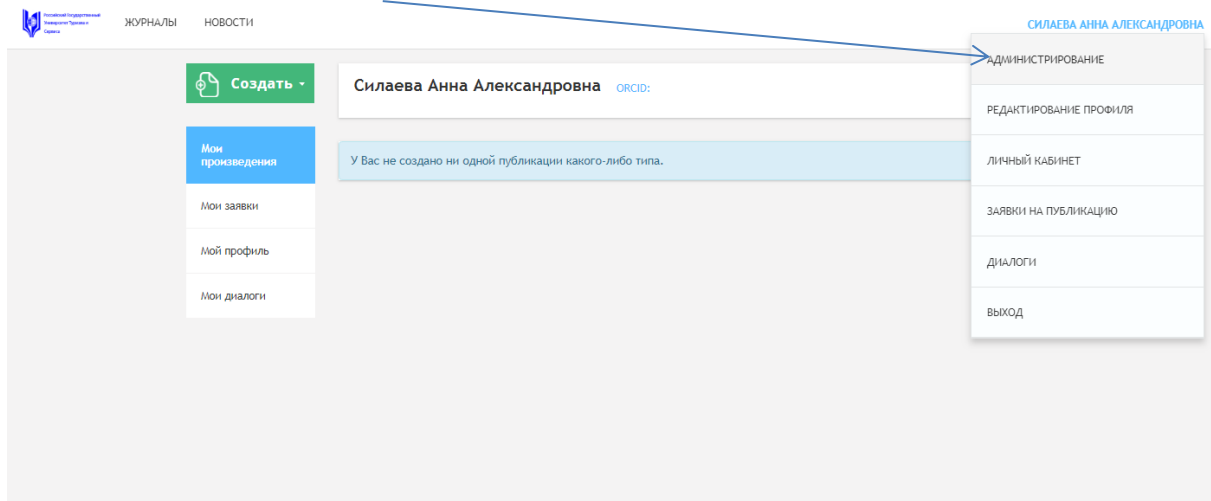 Российский Государственный
Университет Туризма и
Сервиса
ЖУРНАЛЫ НОВОСТИ
СИЛАЕВА АННА АЛЕКСАНДРОВНА
Создать
Силаева Анна Александровна ORCID:
Мои
произведения
Мои заявки
Мой профиль
Мои диалоги
У Вас не создано ни одной публикации какого-либо типа.
АДМИНИСТРИРОВАНИЕ
РЕДАКТИРОВАНИЕ ПРОФИЛЯ
ЛИЧНЫЙ КАБИНЕТ
ЗАЯВКИ НА ПУБЛИКАЦИЮ
ДИАЛОГИ
ВЫХОД